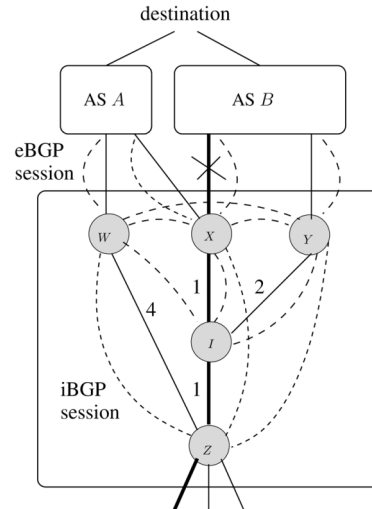 destination
AS A
AS B
eBGP
session
W
X
Y
1
2
4
I
1
iBGP
session
Z